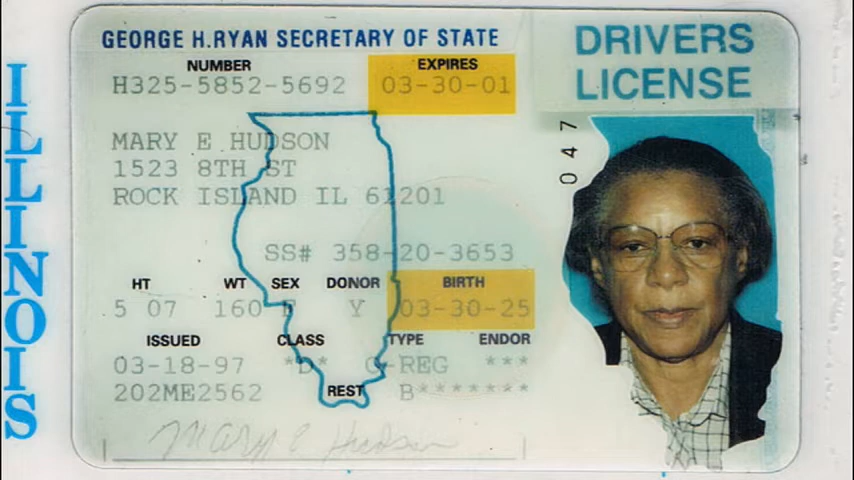 GEORGE H.RYAN SECRETARY OF STATE
DRIVERS
LICENSE
NUMBER EXPIRES
H325-5852-5692 03-30-01
MARY E HUDSON
1523 8TH ST
ROCK ISLAND IL 61201
SS# 358-20-3653
HT WT SEX DONOR BIRTH
5 07 160 F Y 03-30-25
ISSUED CLASS TYPE ENDOR
03-18-97 *D* O-REG ***
202ME2562 REST B*******
Mary E Hudson
047
ILLINOIS